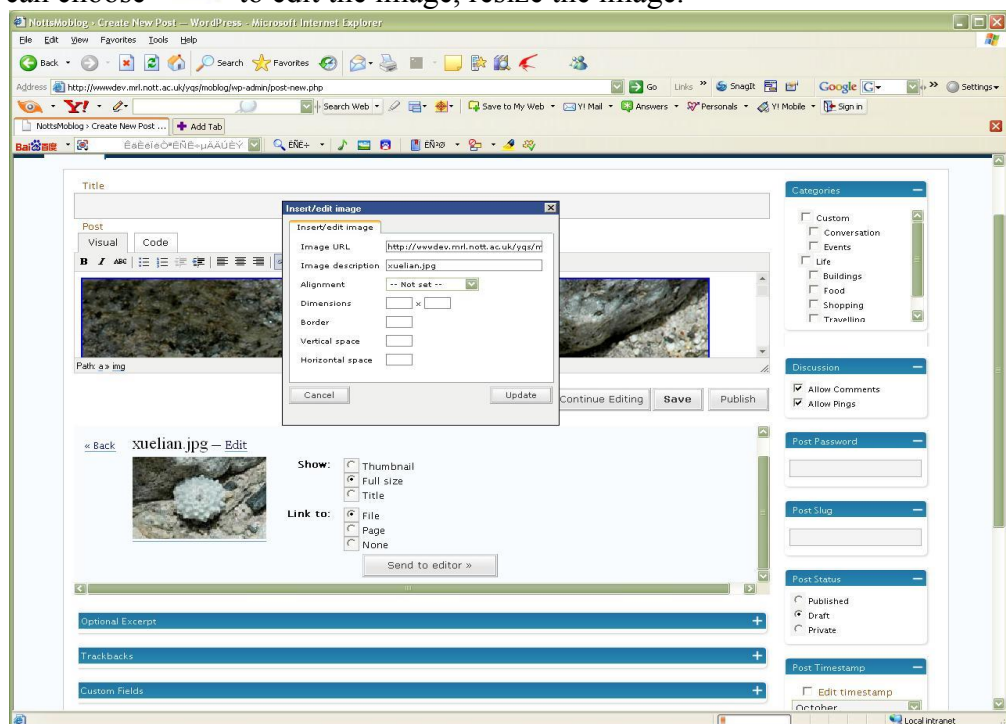 can choose to edit the image, resize the image.
NottsMoblog › Create New Post — WordPress - Microsoft Internet Explorer
File Edit View Favorites Tools Help
Back Search Favorites
Address http://wwwdev.mrl.nott.ac.uk/yqs/moblog/wp-admin/post-new.php Go Links » SnagIt Google G » Settings
Y! Search Web Save to My Web Y! Mail Answers Personals Y! Mobile Sign in
NottsMoblog › Create New Post ... Add Tab
Bai百度
Title
Post
Visual Code
B I ABC
Path: a » img
Insert/edit image
Insert/edit image
Image URL http://wwwdev.mrl.nott.ac.uk/yqs/m
Image description xuelian.jpg
Alignment -- Not set --
Dimensions x
Border
Vertical space
Horizontal space
Cancel Update
Continue Editing Save Publish
« Back xuelian.jpg — Edit
Show: Thumbnail
Full size
Title
Link to: File
Page
None
Send to editor »
Optional Excerpt +
Trackbacks +
Custom Fields +
Categories —
Custom
Conversation
Events
Life
Buildings
Food
Shopping
Travelling
Discussion —
Allow Comments
Allow Pings
Post Password —
Post Slug —
Post Status —
Published
Draft
Private
Post Timestamp —
Edit timestamp
October
Local intranet